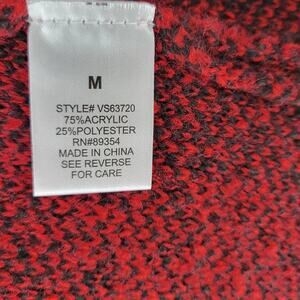 M
STYLE# VS63720
75%ACRYLIC
25%POLYESTER
RN#89354
MADE IN CHINA
SEE REVERSE
FOR CARE